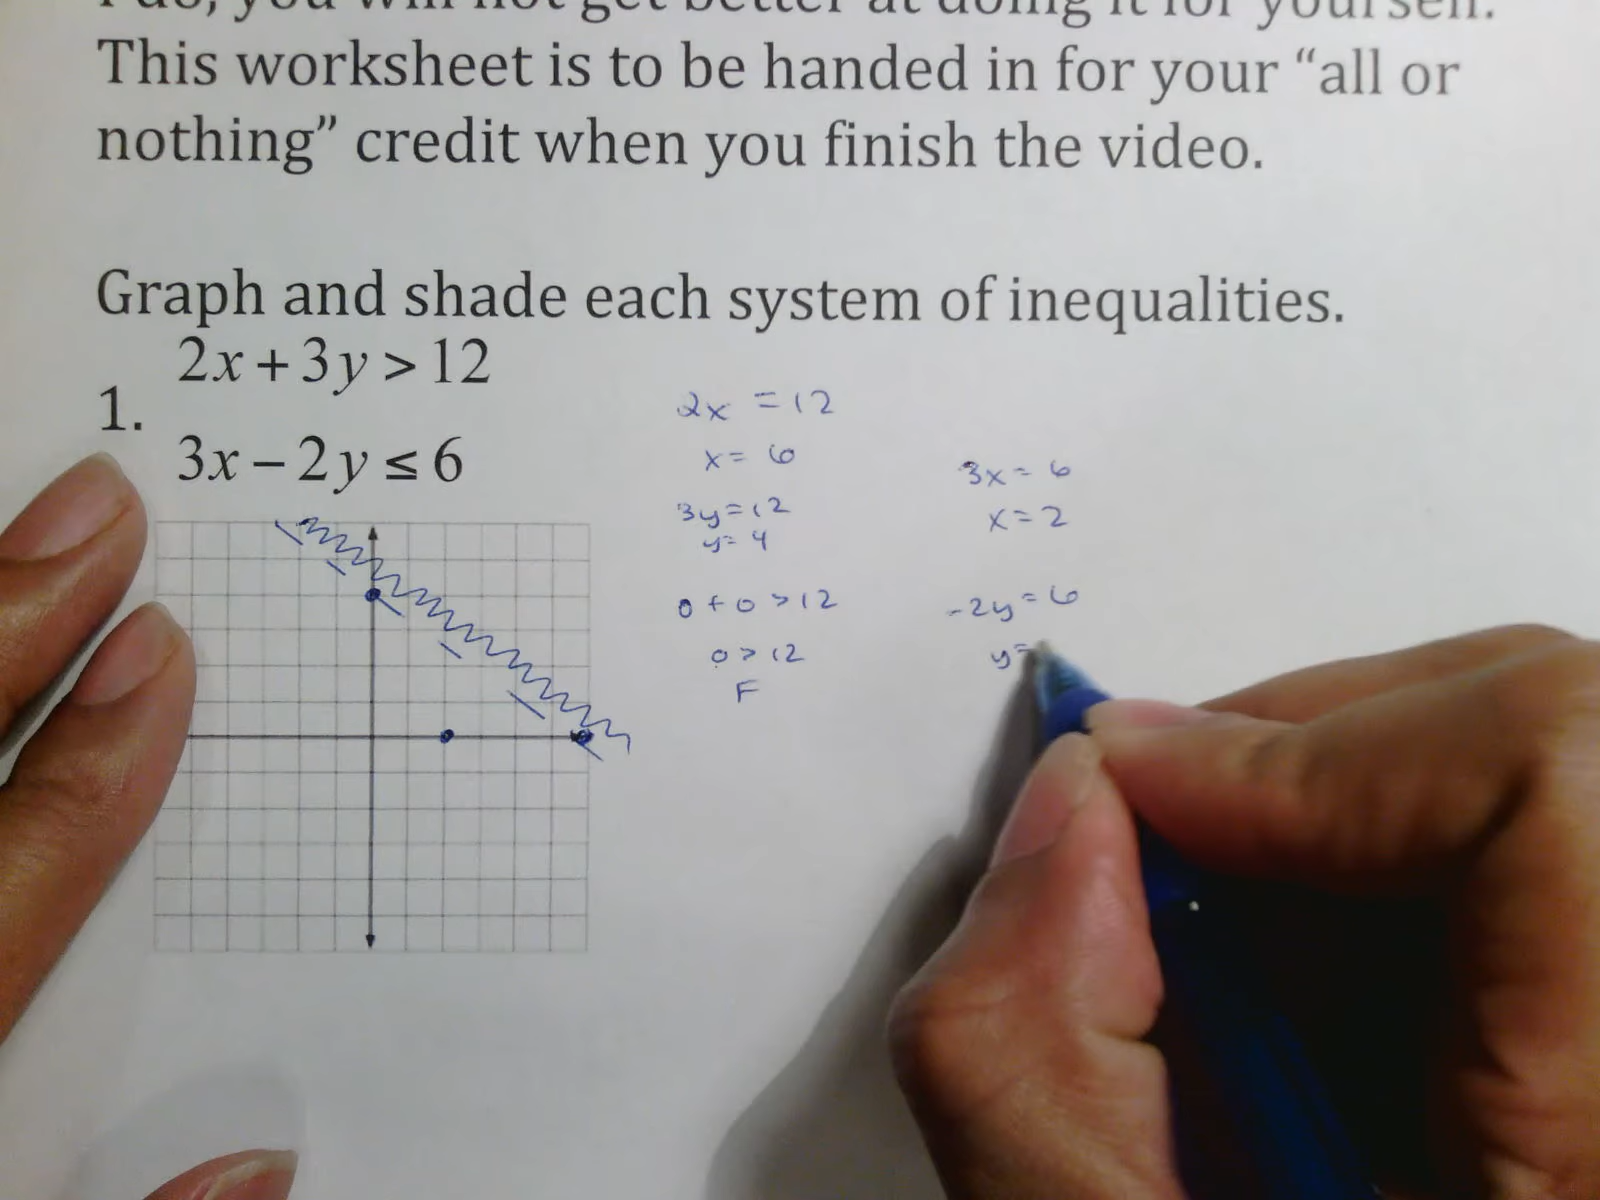 This worksheet is to be handed in for your “all or
nothing” credit when you finish the video.
Graph and shade each system of inequalities.
1.
2x + 3y > 12
3x − 2y ≤ 6
2x = 12
x = 6
3y = 12
y = 4
0 + 0 > 12
0 > 12
F
3x = 6
x = 2
-2y = 6
y =